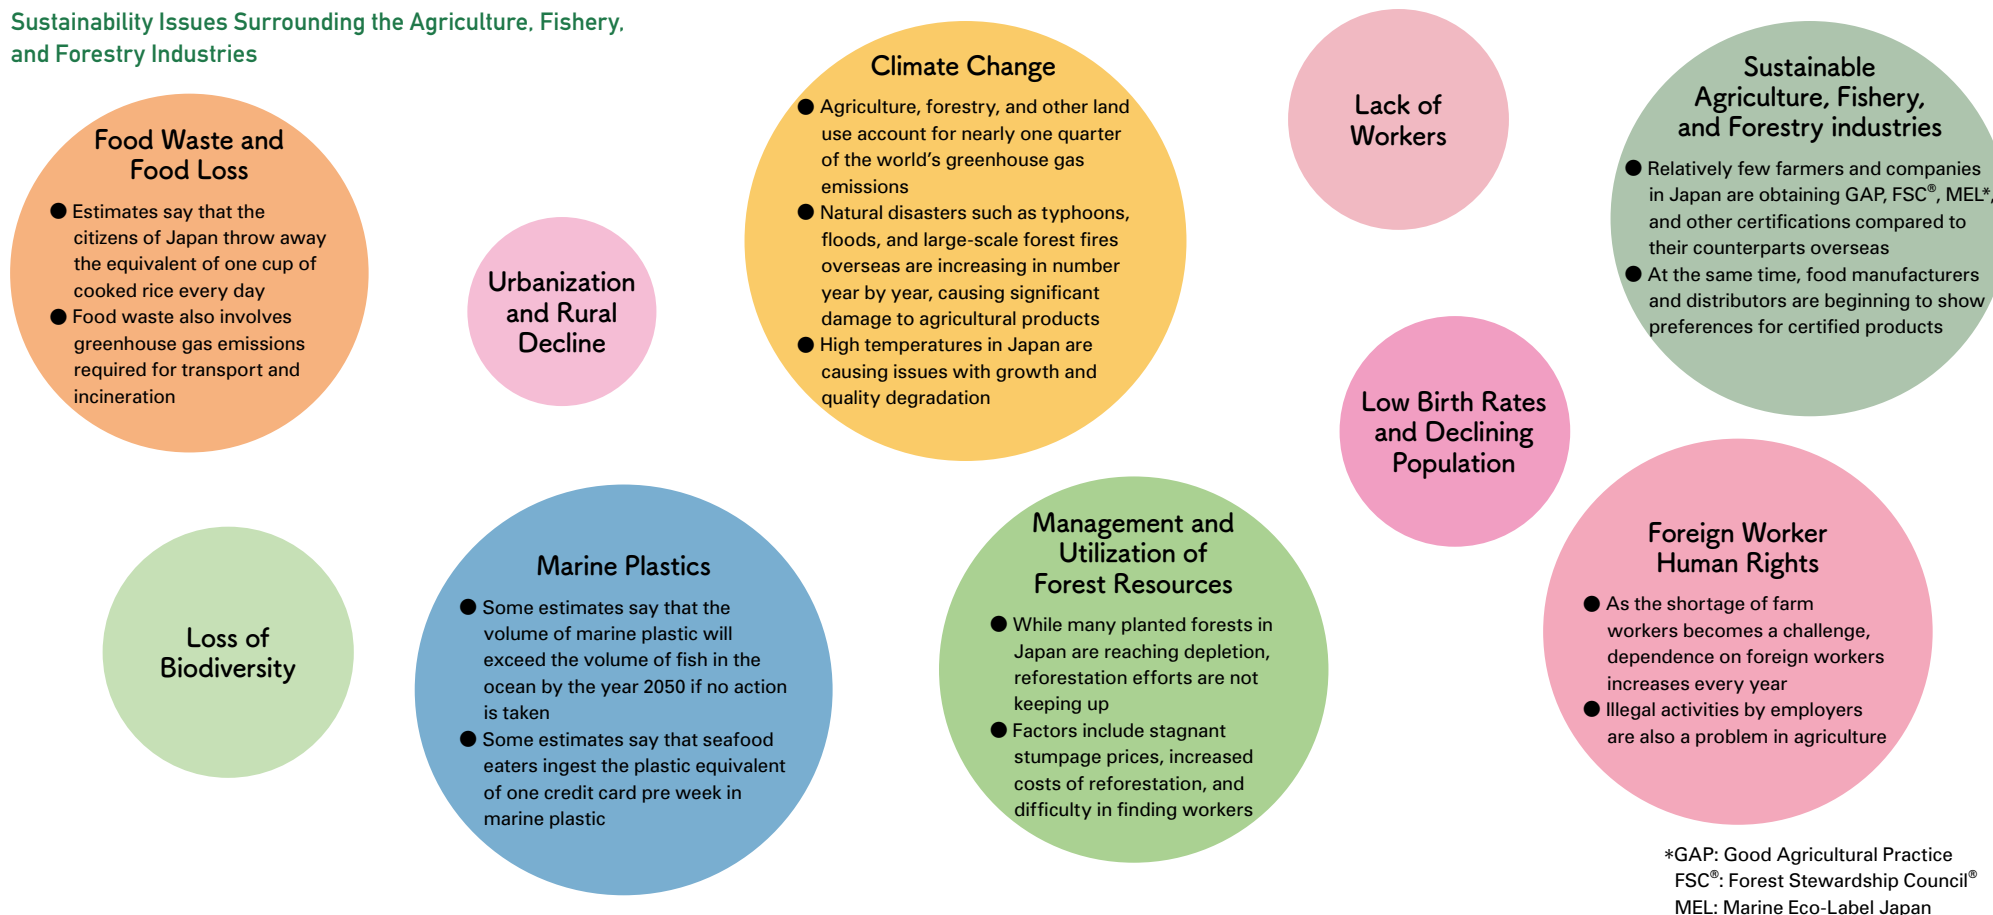 Sustainability Issues Surrounding the Agriculture, Fishery,
and Forestry Industries
Food Waste and
Food Loss
● Estimates say that the
citizens of Japan throw away
the equivalent of one cup of
cooked rice every day
● Food waste also involves
greenhouse gas emissions
required for transport and
incineration
Urbanization
and Rural
Decline
Climate Change
● Agriculture, forestry, and other land
use account for nearly one quarter
of the world's greenhouse gas
emissions
● Natural disasters such as typhoons,
floods, and large-scale forest fires
overseas are increasing in number
year by year, causing significant
damage to agricultural products
● High temperatures in Japan are
causing issues with growth and
quality degradation
Lack of
Workers
Sustainable
Agriculture, Fishery,
and Forestry industries
● Relatively few farmers and companies
in Japan are obtaining GAP, FSC®, MEL*,
and other certifications compared to
their counterparts overseas
● At the same time, food manufacturers
and distributors are beginning to show
preferences for certified products
Low Birth Rates
and Declining
Population
Loss of
Biodiversity
Marine Plastics
● Some estimates say that the
volume of marine plastic will
exceed the volume of fish in the
ocean by the year 2050 if no action
is taken
● Some estimates say that seafood
eaters ingest the plastic equivalent
of one credit card pre week in
marine plastic
Management and
Utilization of
Forest Resources
● While many planted forests in
Japan are reaching depletion,
reforestation efforts are not
keeping up
● Factors include stagnant
stumpage prices, increased
costs of reforestation, and
difficulty in finding workers
Foreign Worker
Human Rights
● As the shortage of farm
workers becomes a challenge,
dependence on foreign workers
increases every year
● Illegal activities by employers
are also a problem in agriculture
*GAP: Good Agricultural Practice
FSC®: Forest Stewardship Council®
MEL: Marine Eco-Label Japan